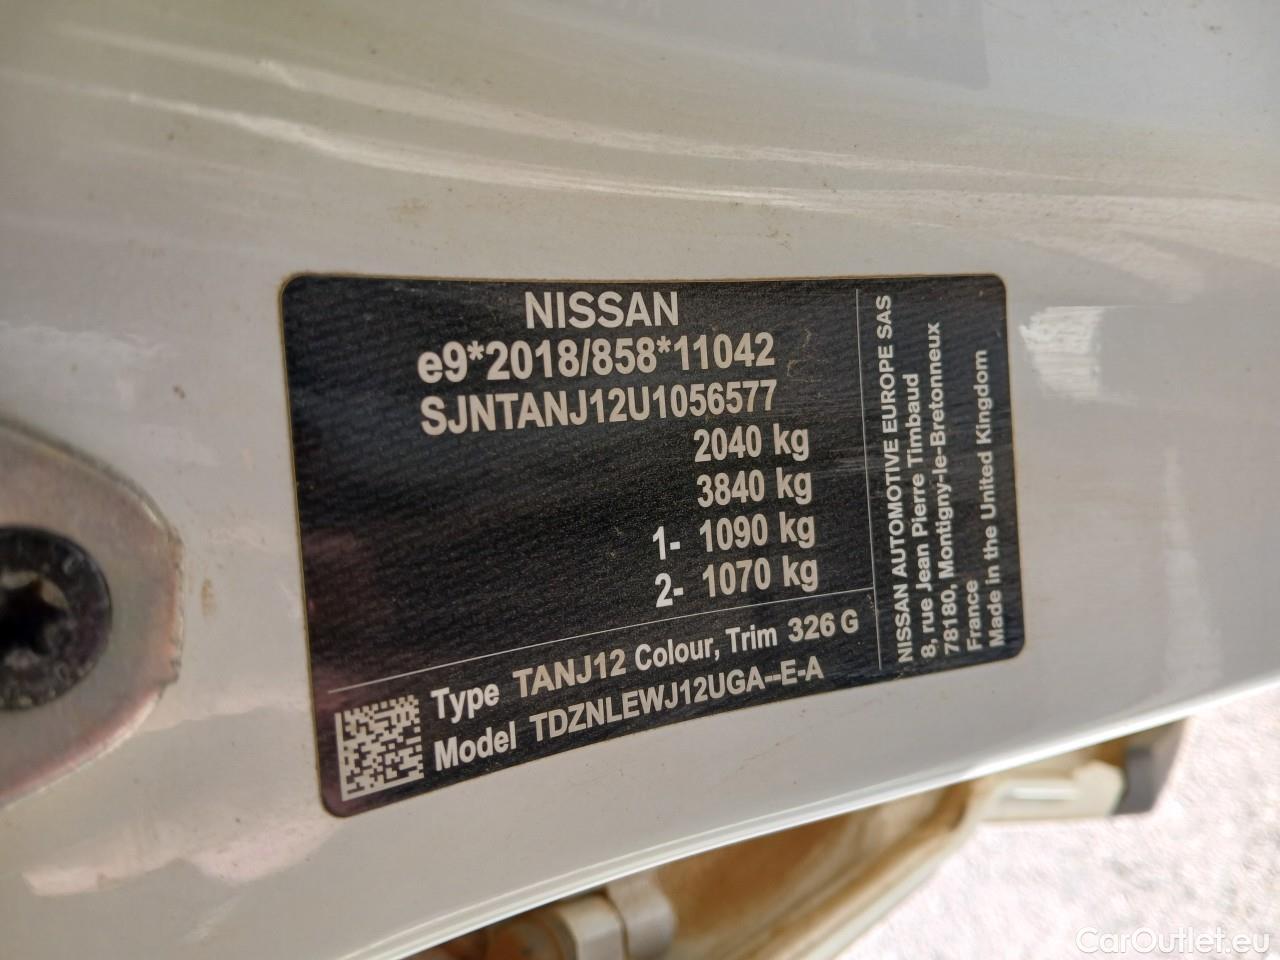 NISSAN
e9*2018/858*11042
SJNTANJ12U1056577
2040 kg
3840 kg
1- 1090 kg
2- 1070 kg
Type TANJ12 Colour, Trim 326 G
Model TDZNLEWJ12UGA--E-A
NISSAN AUTOMOTIVE EUROPE SAS
8, rue Jean Pierre Timbaud
78180, Montigny-le-Bretonneux
France
Made in the United Kingdom
CarOutlet.eu